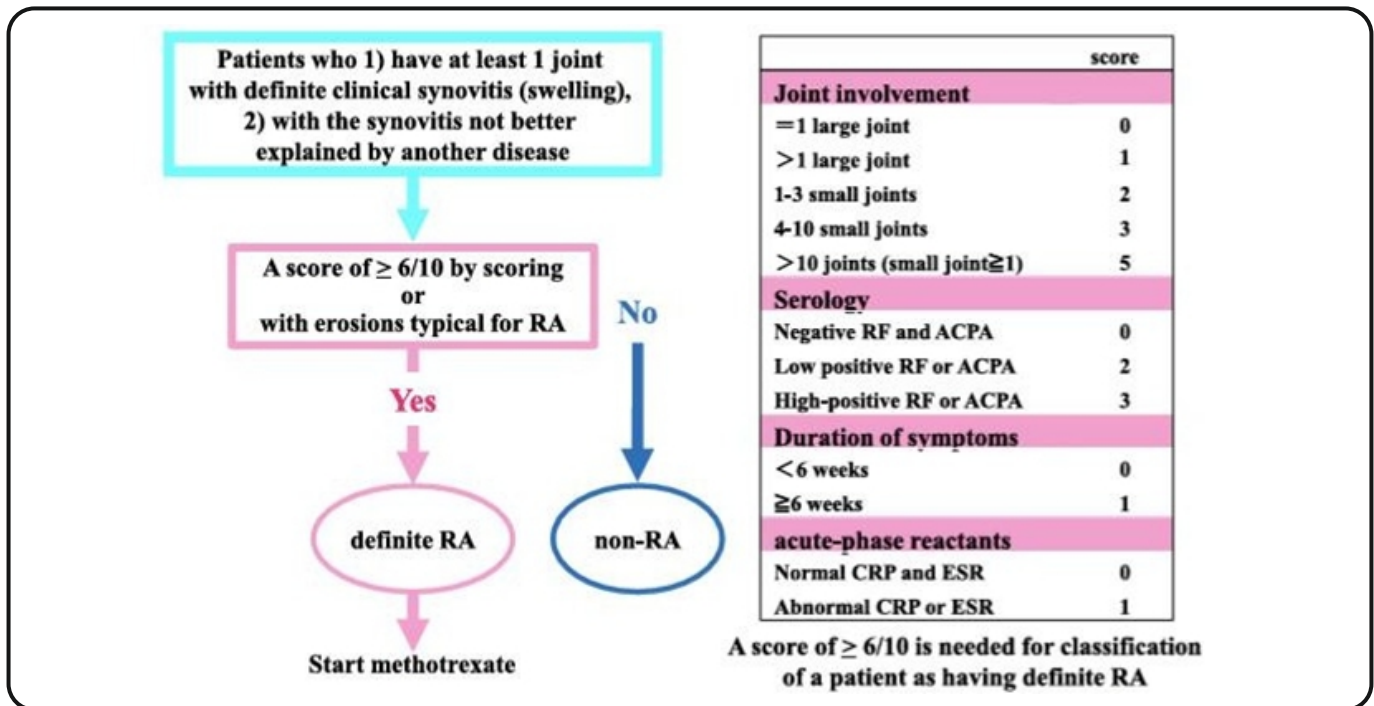 Patients who 1) have at least 1 joint
with definite clinical synovitis (swelling),
2) with the synovitis not better
explained by another disease
A score of ≥ 6/10 by scoring
or
with erosions typical for RA
No
Yes
definite RA
non-RA
Start methotrexate
score
Joint involvement
=1 large joint 0
>1 large joint 1
1-3 small joints 2
4-10 small joints 3
>10 joints (small joint≧1) 5
Serology
Negative RF and ACPA 0
Low positive RF or ACPA 2
High-positive RF or ACPA 3
Duration of symptoms
<6 weeks 0
≧6 weeks 1
acute-phase reactants
Normal CRP and ESR 0
Abnormal CRP or ESR 1
A score of ≥ 6/10 is needed for classification
of a patient as having definite RA